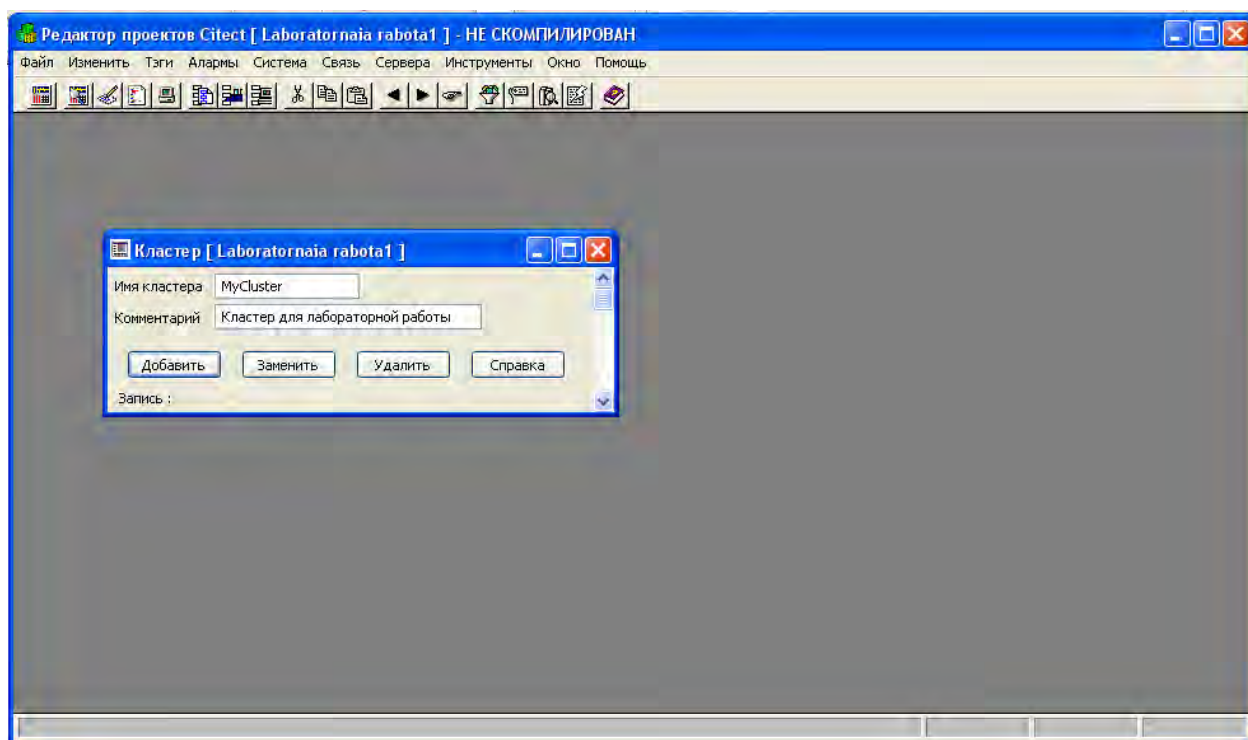 Редактор проектов Citect [ Laboratornaia rabota1 ] - НЕ СКОМПИЛИРОВАН
Файл Изменить Тэги Алармы Система Связь Сервера Инструменты Окно Помощь
Кластер [ Laboratornaia rabota1 ]
Имя кластера MyCluster
Комментарий Кластер для лабораторной работы
Добавить Заменить Удалить Справка
Запись :